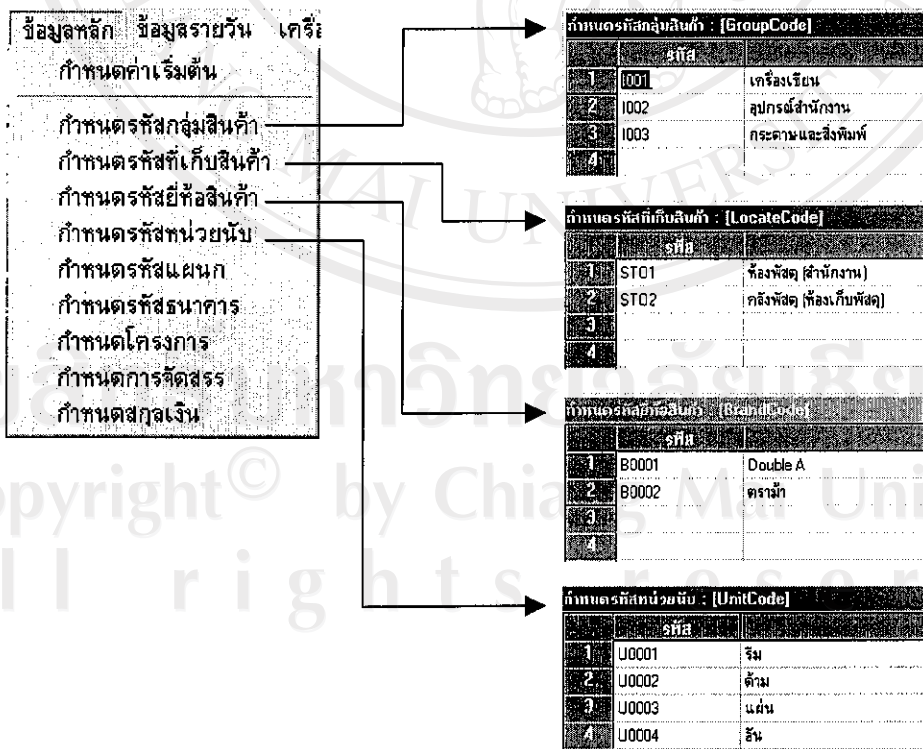 ข้อมูลหลัก ข้อมูลรายวัน
กำหนดค่าเริ่มต้น
กำหนดรหัสกลุ่มสินค้า
กำหนดรหัสที่เก็บสินค้า
กำหนดรหัสยี่ห้อสินค้า
กำหนดรหัสหน่วยนับ
กำหนดรหัสแผนก
กำหนดรหัสธนาคาร
กำหนดโครงการ
กำหนดการจัดสรร
กำหนดสกุลเงิน
กำหนดรหัสกลุ่มสินค้า : [GroupCode]
รหัส
1 I001 เครื่องเขียน
2 I002 อุปกรณ์สำนักงาน
3 I003 กระดาษและสิ่งพิมพ์
4
กำหนดรหัสที่เก็บสินค้า : [LocateCode]
รหัส
1 ST01 ห้องพัสดุ (สำนักงาน)
2 ST02 คลังพัสดุ (ห้องเก็บพัสดุ)
3
4
กำหนดรหัสยี่ห้อสินค้า : [BrandCode]
รหัส
1 B0001 Double A
2 B0002 ตราม้า
3
4
กำหนดรหัสหน่วยนับ : [UnitCode]
รหัส
1 U0001 รีม
2 U0002 ด้าม
3 U0003 แผ่น
4 U0004 อัน
MAI UNIVERSIT
Copyright© by Chiang Mai Uni
All rights reser